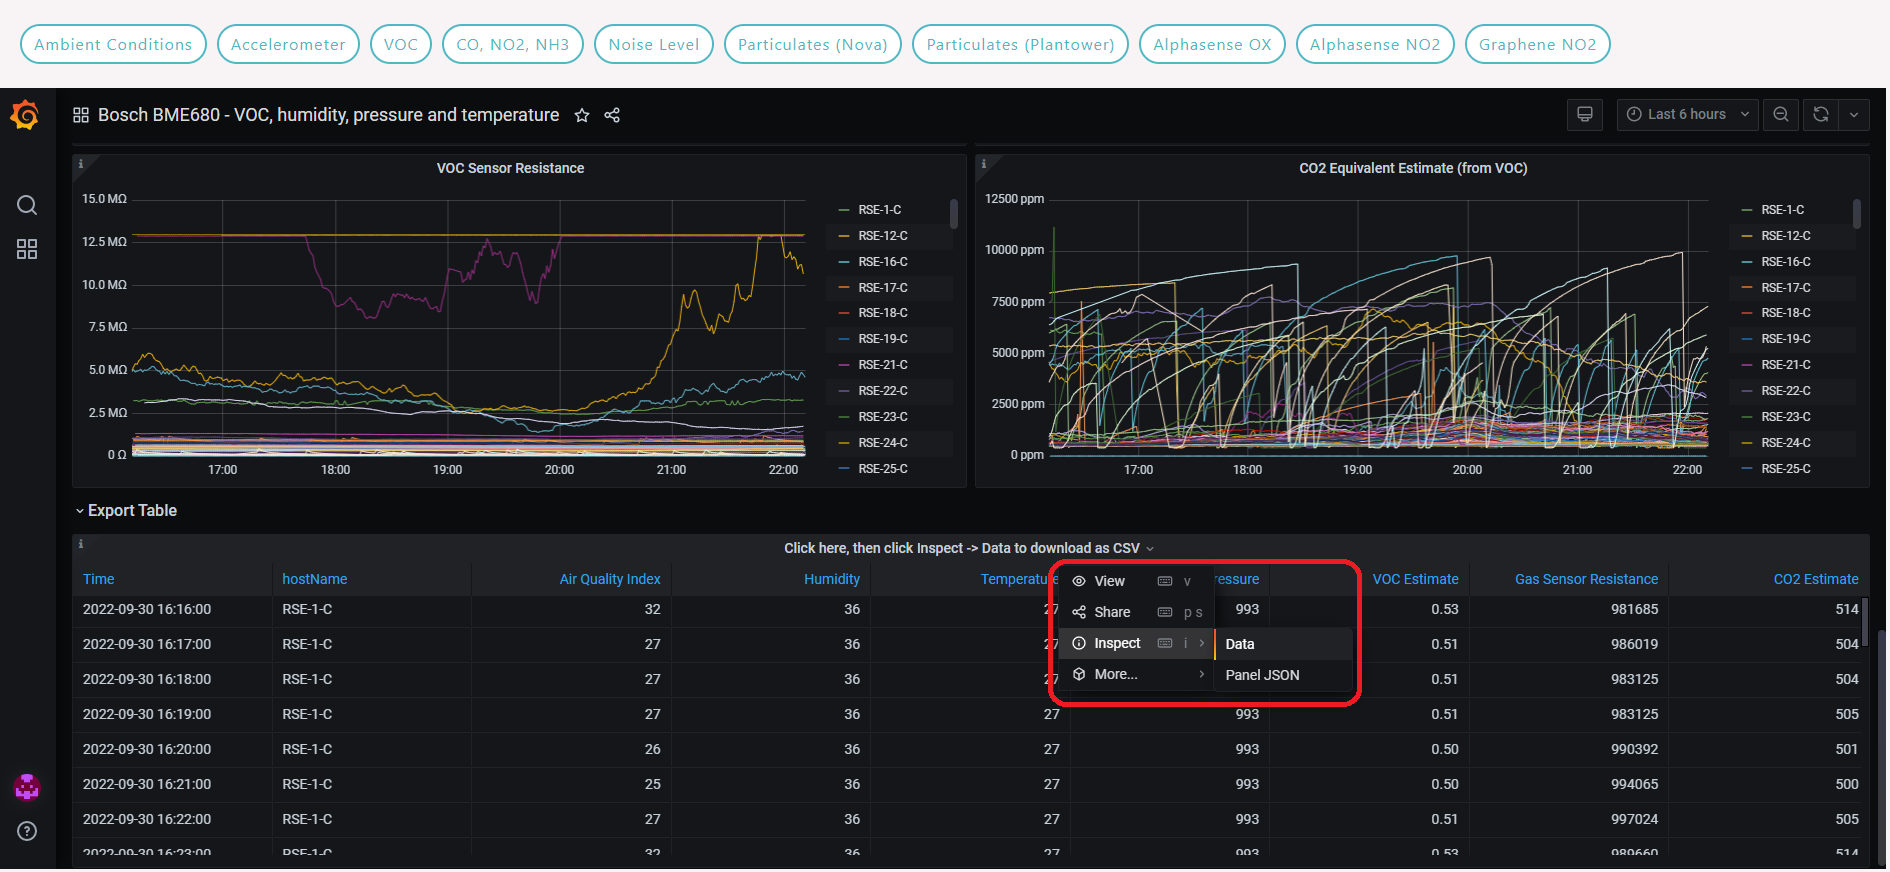 Ambient Conditions Accelerometer VOC CO, NO2, NH3 Noise Level Particulates (Nova) Particulates (Plantower) Alphasense OX Alphasense NO2 Graphene NO2
Bosch BME680 - VOC, humidity, pressure and temperature Last 6 hours
VOC Sensor Resistance
15.0 MΩ
12.5 MΩ
10.0 MΩ
7.5 MΩ
5.0 MΩ
2.5 MΩ
0 Ω
17:00 18:00 19:00 20:00 21:00 22:00
RSE-1-C
RSE-12-C
RSE-16-C
RSE-17-C
RSE-18-C
RSE-19-C
RSE-21-C
RSE-22-C
RSE-23-C
RSE-24-C
RSE-25-C
CO2 Equivalent Estimate (from VOC)
12500 ppm
10000 ppm
7500 ppm
5000 ppm
2500 ppm
0 ppm
17:00 18:00 19:00 20:00 21:00 22:00
RSE-1-C
RSE-12-C
RSE-16-C
RSE-17-C
RSE-18-C
RSE-19-C
RSE-21-C
RSE-22-C
RSE-23-C
RSE-24-C
RSE-25-C
Export Table
Click here, then click Inspect -> Data to download as CSV
Time hostName Air Quality Index Humidity Temperature ressure VOC Estimate Gas Sensor Resistance CO2 Estimate
2022-09-30 16:16:00 RSE-1-C 32 36 27 993 0.53 981685 514
2022-09-30 16:17:00 RSE-1-C 27 36 27 0.51 986019 504
2022-09-30 16:18:00 RSE-1-C 27 36 27 0.51 983125 504
2022-09-30 16:19:00 RSE-1-C 27 36 27 993 0.51 983125 505
2022-09-30 16:20:00 RSE-1-C 26 36 27 993 0.50 990392 501
2022-09-30 16:21:00 RSE-1-C 25 36 27 993 0.50 994065 500
2022-09-30 16:22:00 RSE-1-C 27 36 27 993 0.51 997024 505
2022-09-30 16:23:00 RSE-1-C 32 36 27 993 0.53 989660 514
View v
Share p s
Inspect i
More...
Data
Panel JSON